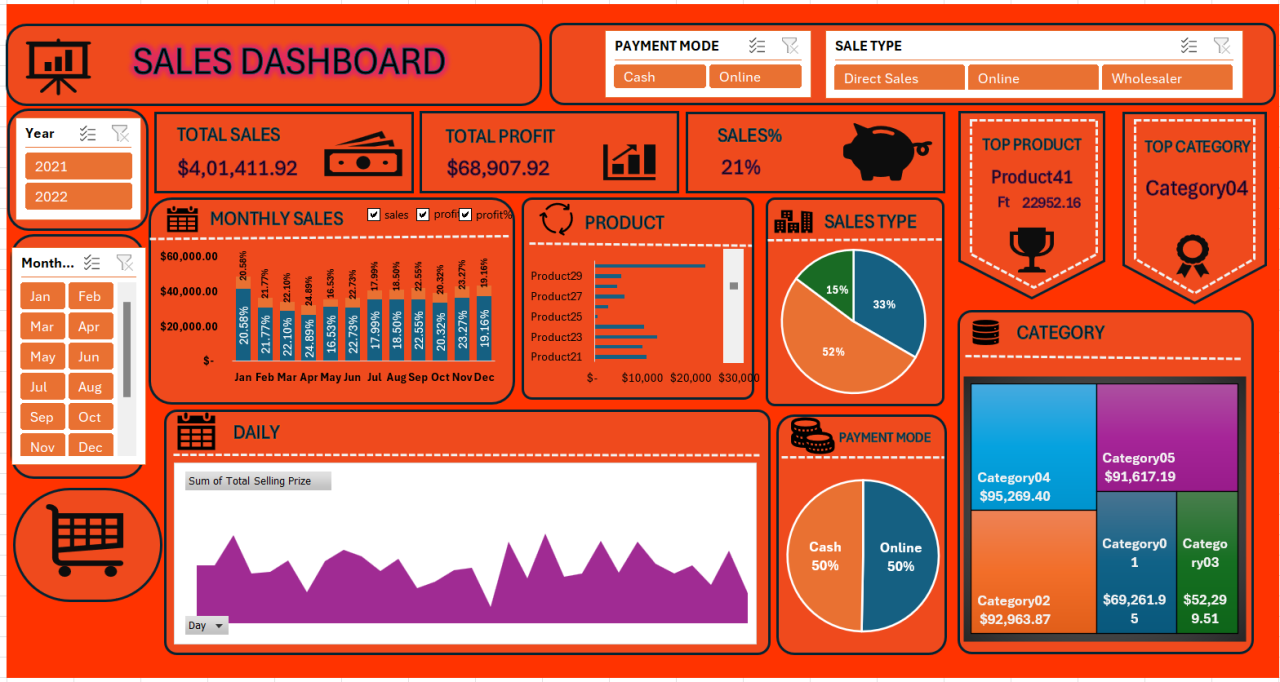 SALES DASHBOARD
PAYMENT MODE
Cash Online
SALE TYPE
Direct Sales Online Wholesaler
Year
2021
2022
TOTAL SALES
$4,01,411.92
TOTAL PROFIT
$68,907.92
SALES%
21%
TOP PRODUCT
Product41
Ft 22952.16
TOP CATEGORY
Category04
Month...
Jan Feb
Mar Apr
May Jun
Jul Aug
Sep Oct
Nov Dec
MONTHLY SALES
sales profit profit%
$60,000.00
$40,000.00
$20,000.00
$-
20.58% 21.77% 22.10% 24.89% 16.53% 22.73% 17.99% 18.50% 22.55% 20.32% 23.27% 19.16%
20.58% 21.77% 22.10% 24.89% 16.53% 22.73% 17.99% 18.50% 22.55% 20.32% 23.27% 19.16%
Jan Feb Mar Apr May Jun Jul Aug Sep Oct Nov Dec
PRODUCT
Product29
Product27
Product25
Product23
Product21
$- $10,000 $20,000 $30,000
SALES TYPE
15%
33%
52%
CATEGORY
Category04
$95,269.40
Category05
$91,617.19
Category02
$92,963.87
Category0
1
$69,261.9
5
Catego
ry03
$52,29
9.51
DAILY
Sum of Total Selling Prize
Day
PAYMENT MODE
Cash
50%
Online
50%